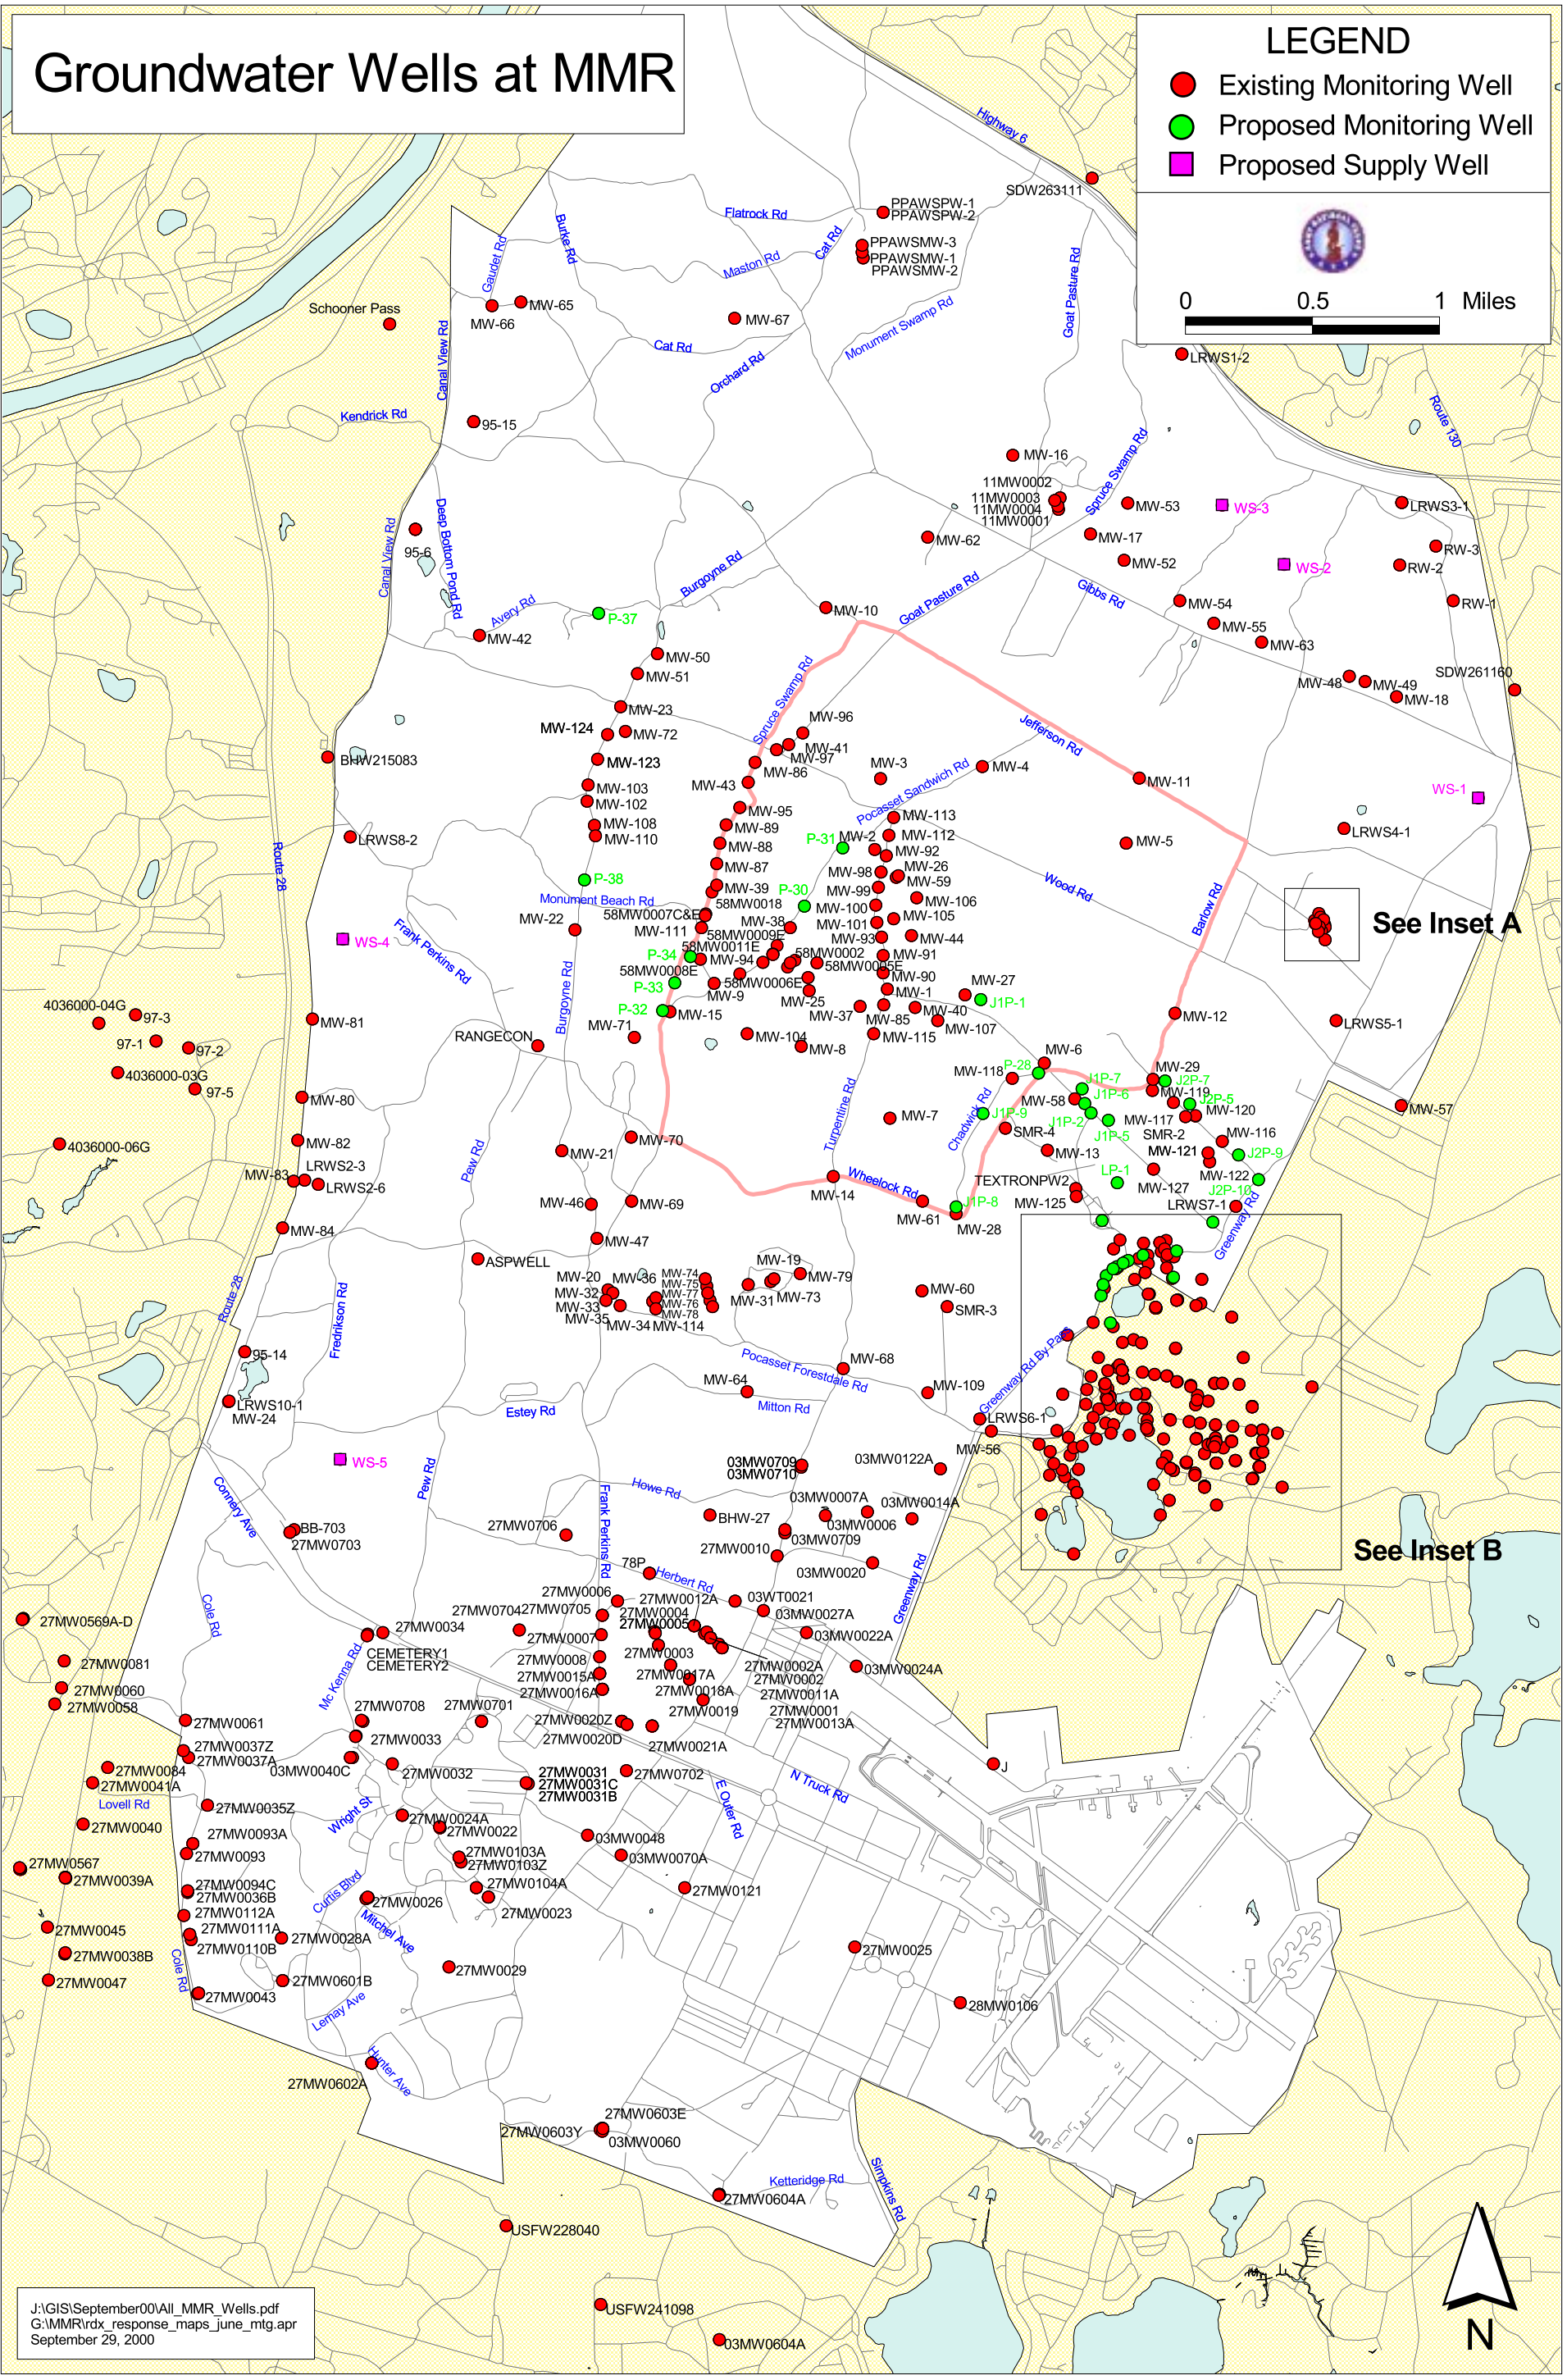 Groundwater Wells at MMR
LEGEND
Existing Monitoring Well
Proposed Monitoring Well
Proposed Supply Well
0 0.5 1 Miles
Highway 6
SDW263111
Flatrock Rd
PPAWSPW-1
PPAWSPW-2
Burke Rd
Cat Rd
PPAWSMW-3
PPAWSMW-1
PPAWSMW-2
Gaudet Rd
Maston Rd
Goat Pasture Rd
Schooner Pass
MW-65
MW-66
MW-67
Monument Swamp Rd
Canal View Rd
Cat Rd
Orchard Rd
LRWS1-2
Kendrick Rd
95-15
Route 130
MW-16
Spruce Swamp Rd
11MW0002
11MW0003
11MW0004
11MW0001
MW-53
WS-3
LRWS3-1
Deep Bottom Pond Rd
Canal View Rd
95-6
MW-62
MW-17
RW-3
MW-52
WS-2
RW-2
Burgoyne Rd
Goat Pasture Rd
Gibbs Rd
Avery Rd
P-37
MW-10
MW-54
RW-1
MW-42
MW-55
MW-63
MW-50
MW-51
SDW261160
MW-48
MW-49
MW-18
Spruce Swamp Rd
MW-23
MW-96
Jefferson Rd
MW-124
MW-72
MW-41
MW-97
BHW215083
MW-123
MW-86
MW-3
MW-4
MW-11
MW-43
Pocasset Sandwich Rd
WS-1
MW-103
MW-102
MW-95
MW-113
MW-108
MW-89
MW-112
LRWS4-1
LRWS8-2
MW-110
MW-88
P-31
MW-2
MW-92
MW-5
Route 28
MW-87
MW-98
MW-26
P-38
MW-39
P-30
MW-99
MW-59
Wood Rd
Monument Beach Rd
58MW0018
MW-100
MW-106
Barlow Rd
MW-22
58MW0007C&E
MW-38
MW-101
MW-105
See Inset A
Frank Perkins Rd
MW-111
58MW0009E
MW-93
MW-44
WS-4
58MW0011E
58MW0002
MW-91
P-34
MW-94
58MW0005E
58MW0008E
MW-90
MW-27
P-33
MW-9
58MW0006E
MW-25
MW-1
J1P-1
4036000-04G
97-3
MW-81
Burgoyne Rd
P-32
MW-15
MW-37
MW-85
MW-40
MW-107
MW-12
LRWS5-1
97-1
97-2
RANGECON
MW-71
MW-104
MW-8
MW-115
4036000-03G
MW-6
P-28
97-5
MW-118
J1P-7
MW-29
J2P-7
MW-80
MW-58
J1P-6
MW-119
J2P-5
MW-57
Turpentine Rd
MW-7
Chadwick Rd
J1P-9
J1P-2
MW-117
MW-120
4036000-06G
MW-82
MW-70
SMR-4
J1P-5
SMR-2
MW-116
Pew Rd
MW-21
MW-13
MW-121
J2P-9
LRWS2-3
MW-83
LRWS2-6
Wheelock Rd
LP-1
MW-122
MW-14
TEXTRONPW2
MW-127
J2P-10
MW-46
MW-69
J1P-8
MW-125
LRWS7-1
MW-61
MW-28
Greenway Rd
MW-84
MW-47
ASPWELL
MW-20
MW-36
MW-74
MW-19
MW-32
MW-75
MW-79
MW-33
MW-77
MW-31
MW-73
MW-60
MW-35
MW-76
MW-34
MW-78
MW-114
SMR-3
Route 28
Fredrikson Rd
95-14
Greenway Rd By Pass
Pocasset Forestdale Rd
MW-68
MW-64
MW-109
LRWS10-1
MW-24
Estey Rd
Mitton Rd
LRWS6-1
MW-56
WS-5
Pew Rd
03MW0709
03MW0710
03MW0122A
Connery Ave
Howe Rd
Frank Perkins Rd
03MW0007A
03MW0014A
BB-703
27MW0703
27MW0706
BHW-27
03MW0006
03MW0709
See Inset B
27MW0010
03MW0020
78P
Herbert Rd
Greenway Rd
Cole Rd
27MW0006
27MW0012A
03WT0021
27MW0569A-D
27MW0704
27MW0705
27MW0004
03MW0027A
27MW0034
27MW0005
CEMETERY1
CEMETERY2
27MW0007
03MW0022A
27MW0003
27MW0081
27MW0008
27MW0002A
03MW0024A
Mc Kenna Rd
27MW0015A
27MW0017A
27MW0002
27MW0060
27MW0016A
27MW0018A
27MW0011A
27MW0058
27MW0708
27MW0701
27MW0019
27MW0001
27MW0061
27MW0020Z
27MW0013A
27MW0033
27MW0020D
27MW0021A
27MW0037Z
27MW0037A
03MW0040C
27MW0032
J
27MW0084
27MW0031
27MW0702
27MW0041A
27MW0031C
27MW0031B
N Truck Rd
Lovell Rd
27MW0035Z
Wright St
27MW0024A
E Outer Rd
27MW0040
27MW0022
27MW0093A
03MW0048
27MW0093
27MW0103A
03MW0070A
27MW0567
27MW0103Z
27MW0039A
27MW0094C
Curtis Blvd
27MW0104A
27MW0121
27MW0036B
27MW0026
27MW0112A
27MW0023
27MW0045
27MW0111A
27MW0028A
Mitchel Ave
27MW0110B
27MW0025
27MW0038B
Cole Rd
27MW0029
27MW0047
27MW0601B
27MW0043
28MW0106
Lemay Ave
Hunter Ave
27MW0602A
27MW0603E
27MW0603Y
03MW0060
Simpkins Rd
Ketteridge Rd
27MW0604A
USFW228040
USFW241098
03MW0604A
J:\GIS\September00\All_MMR_Wells.pdf
G:\MMR\rdx_response_maps_june_mtg.apr
September 29, 2000
N